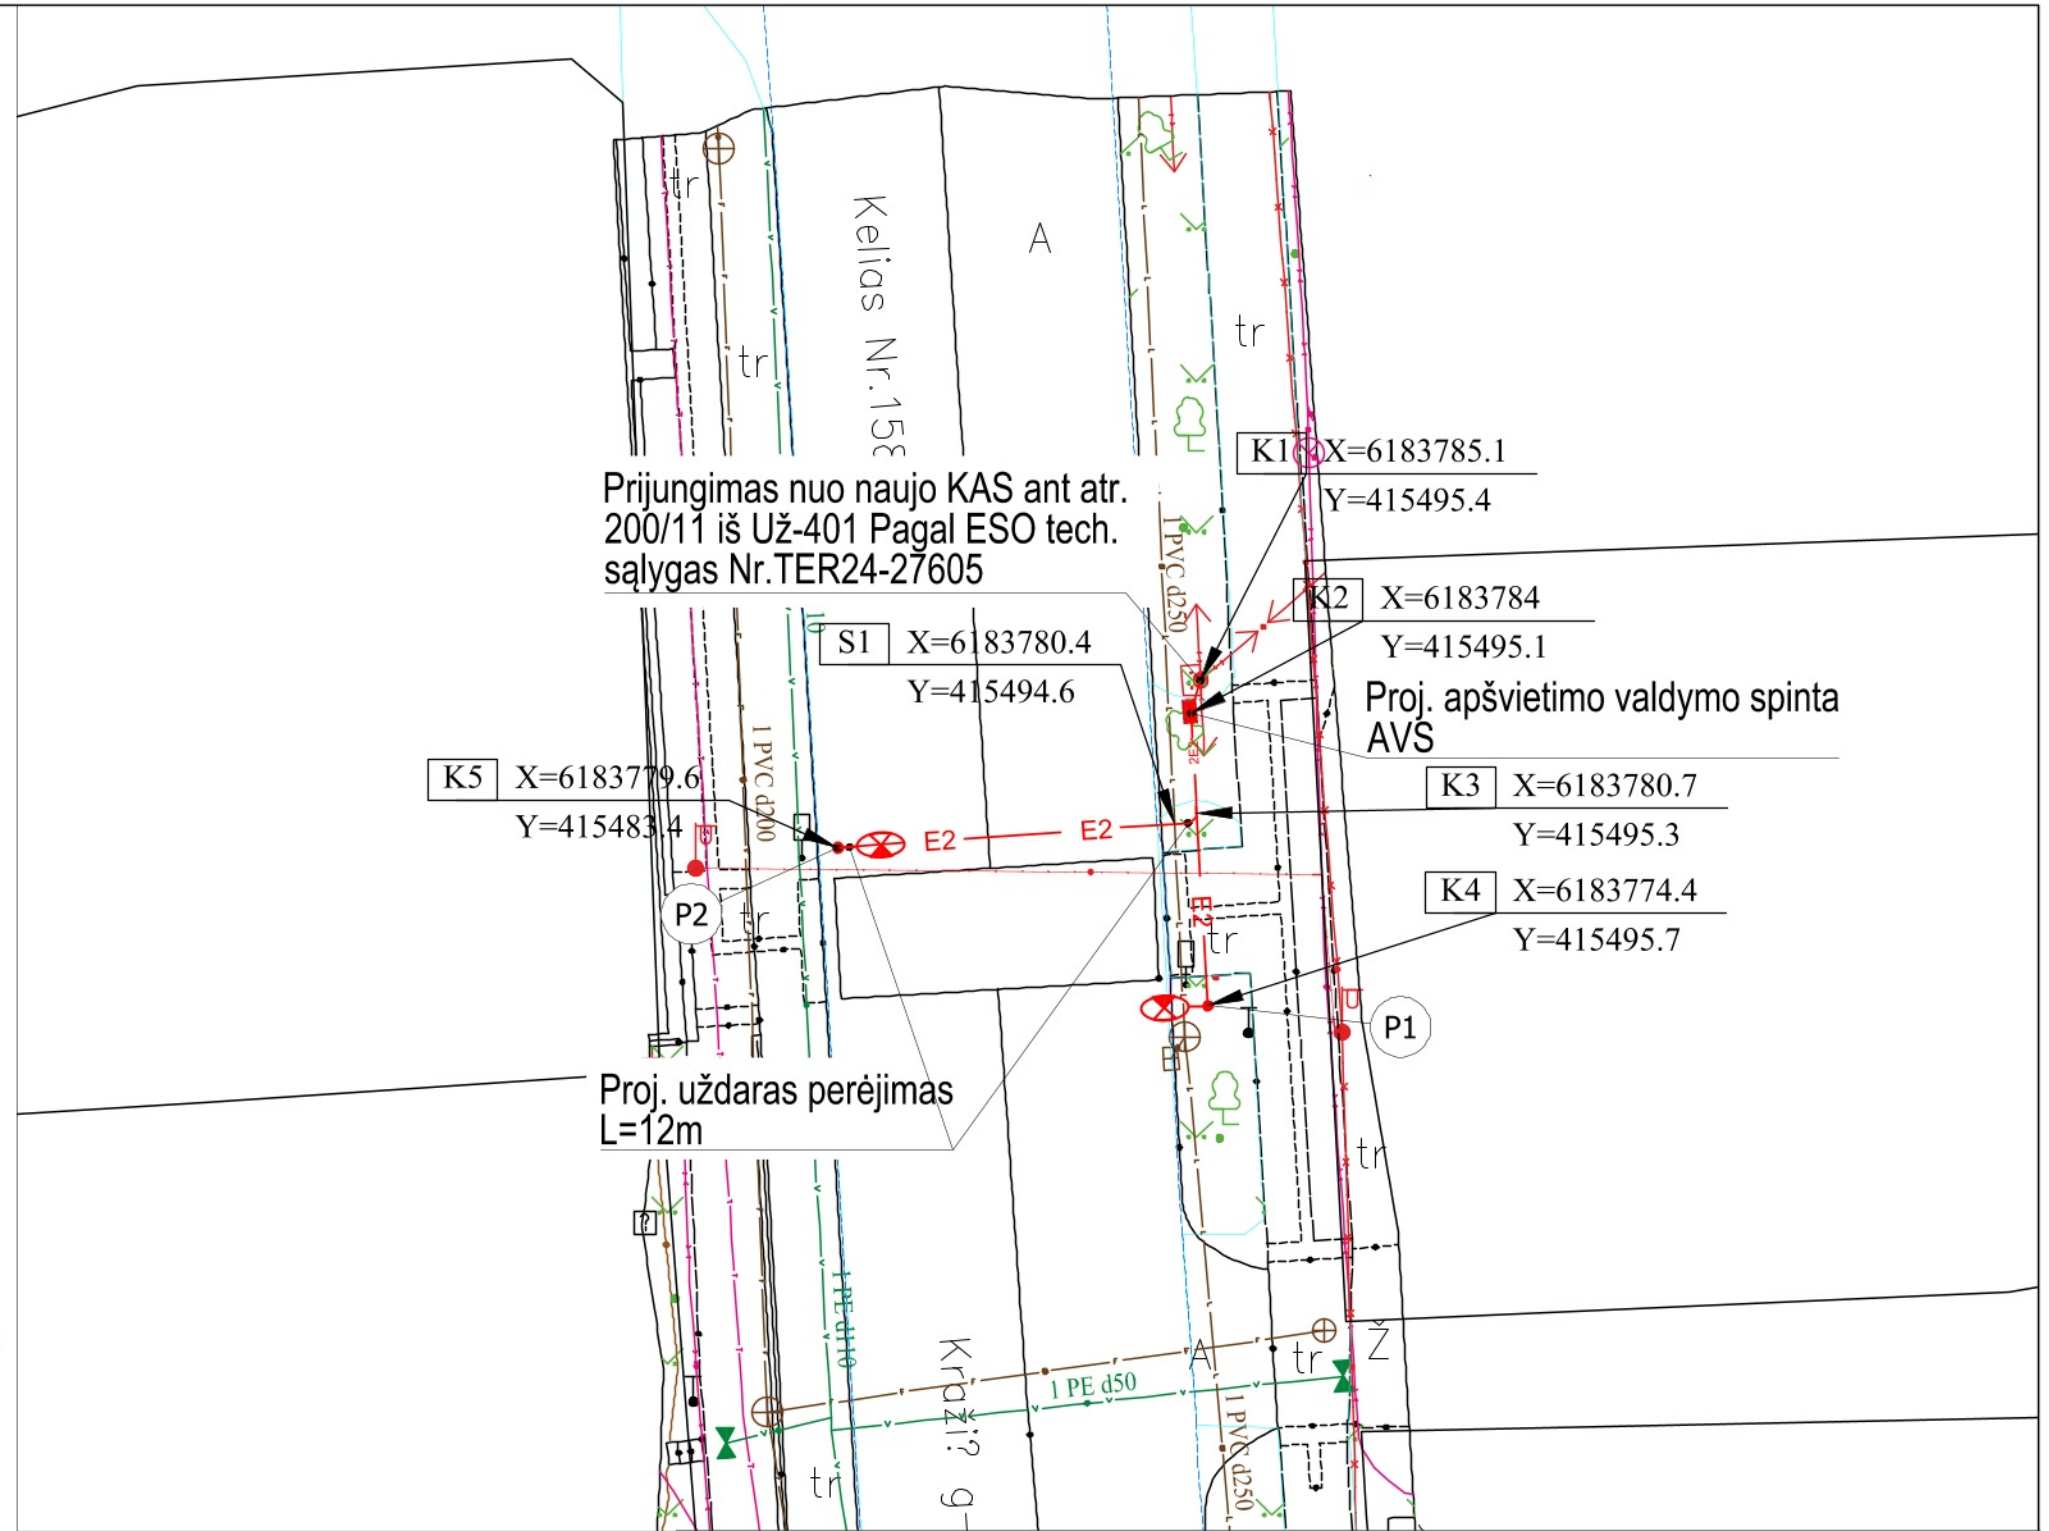 tr
Kelias Nr.158
A
tr
tr
K1 X=6183785.1
Y=415495.4
Prijungimas nuo naujo KAS ant atr.
200/11 iš Už-401 Pagal ESO tech.
sąlygas Nr.TER24-27605
1 PVC d250
K2 X=6183784
Y=415495.1
10
S1 X=6183780.4
Y=415494.6
Proj. apšvietimo valdymo spinta
AVS
1 PVC d200
K5 X=6183779.6
Y=415483.4
K3 X=6183780.7
Y=415495.3
E2 E2
K4 X=6183774.4
Y=415495.7
E2
P2
tr
tr
P1
Proj. uždaras perėjimas
L=12m
tr
?
1 PE d110
Kraži? g-
A
tr
Ž
1 PE d50
1 PVC d250
tr